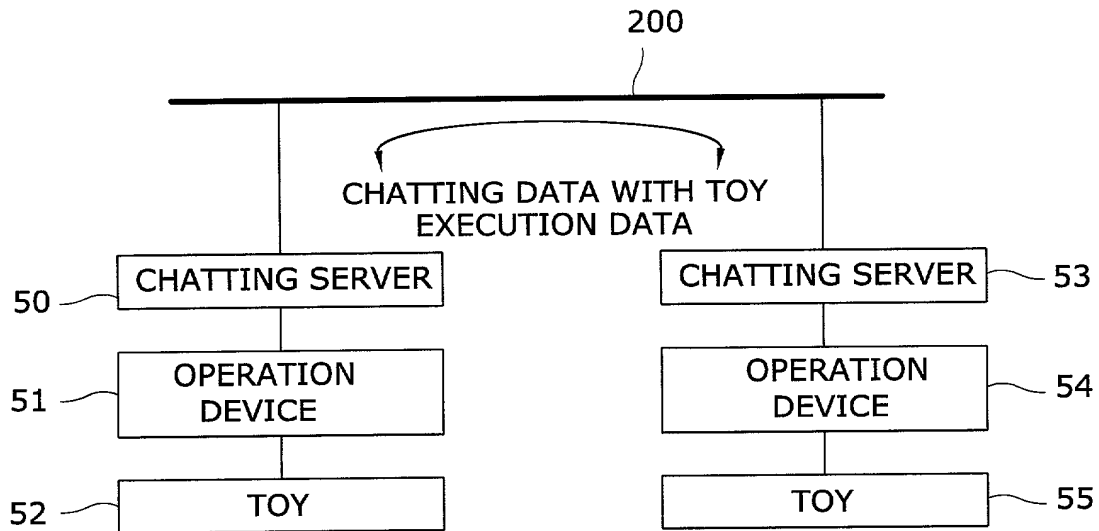 200
CHATTING DATA WITH TOY
EXECUTION DATA
CHATTING SERVER
50
CHATTING SERVER
53
OPERATION
DEVICE
51
OPERATION
DEVICE
54
TOY
52
TOY
55